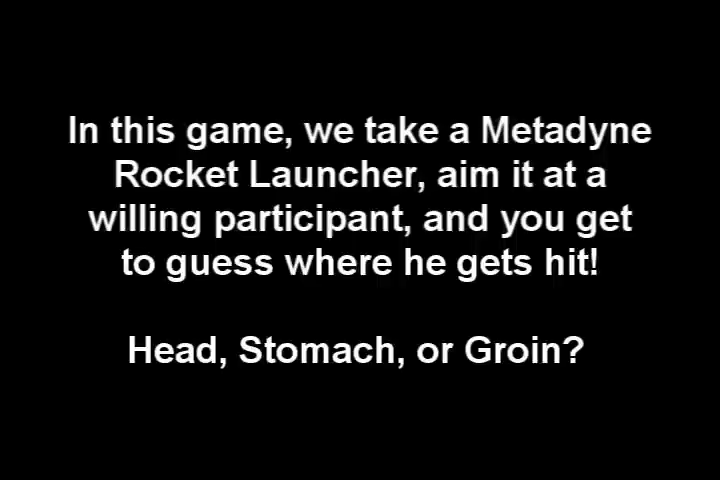 In this game, we take a Metadyne
Rocket Launcher, aim it at a
willing participant, and you get
to guess where he gets hit!
Head, Stomach, or Groin?